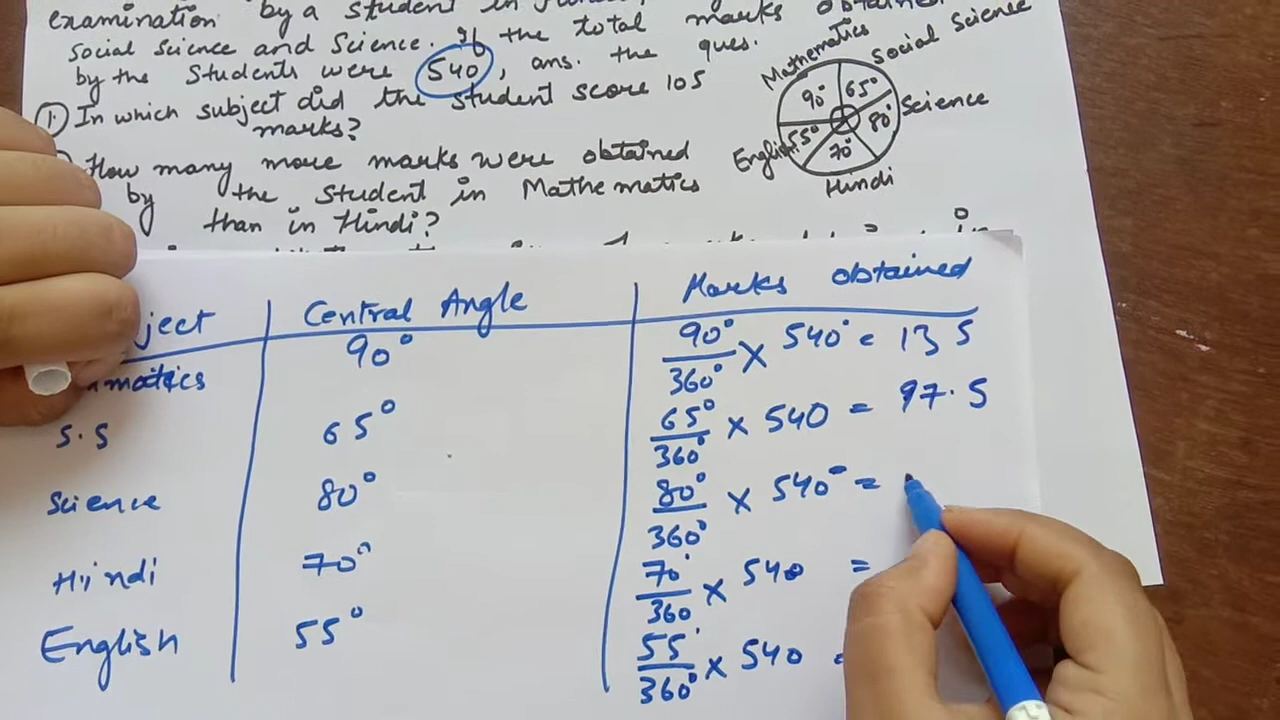 examination by a student in
social science and Science. If the total marks obtained
by the students were 540, ans. the ques.
1. In which subject did the student score 105
marks?
How many more marks were obtained
by the student in Mathematics
than in Hindi?
Mathematics
Social Science
90° 65°
Science
80°
English 55°
70°
Hindi
ject Central Angle Marks obtained
matics 90° 90°/360° × 540° = 135
S.S 65° 65°/360° × 540 = 97.5
Science 80° 80°/360° × 540° =
Hindi 70° 70°/360 × 540 =
English 55° 55°/360° × 540 =